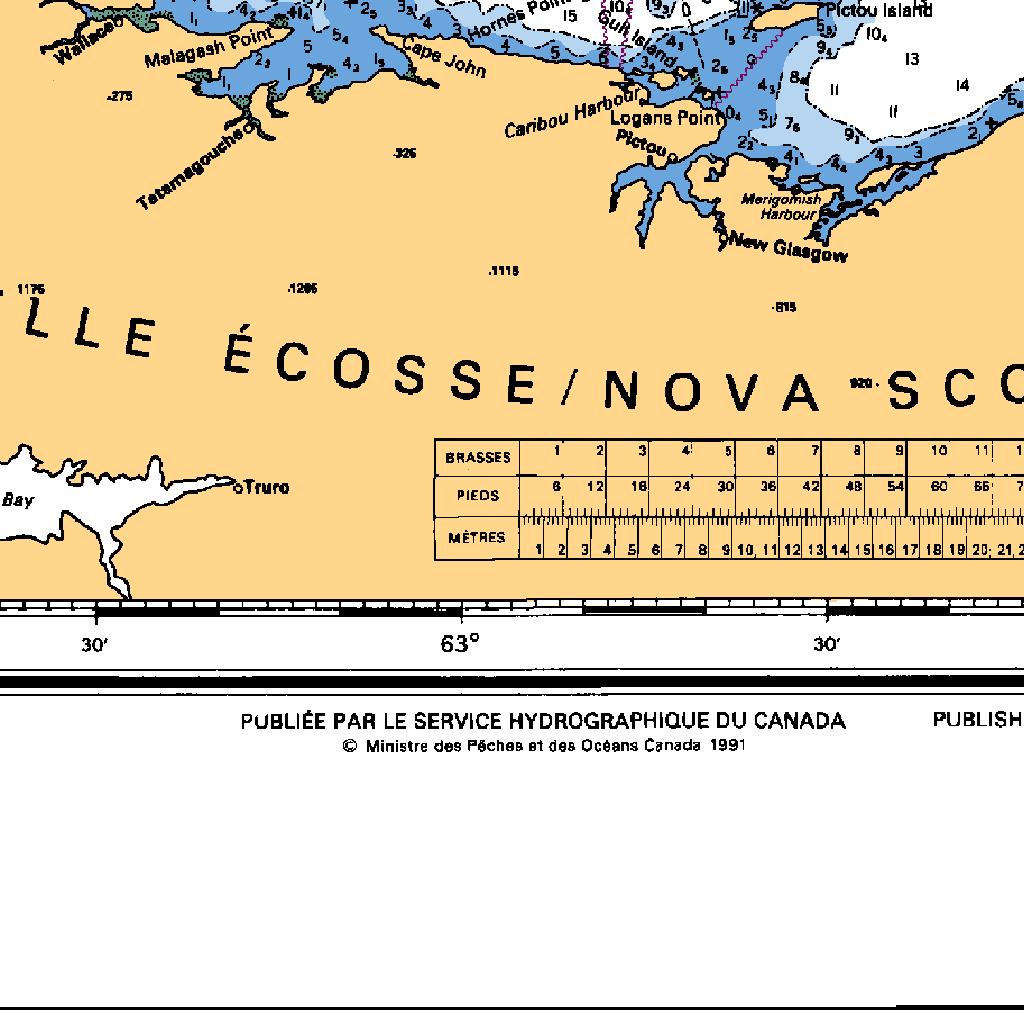 Pictou Island
Hornes Point
Gull Island
Wallace
Malagash Point
Cape John
Caribou Harbour
Logans Point
Pictou
Tatamagouche
Merigomish
Harbour
New Glasgow
275
326
1115
1176
1286
815
LLE ÉCOSSE / NOVA SCO
920
Bay
Truro
BRASSES 1 2 3 4 5 6 7 8 9 10 11 1
PIEDS 6 12 18 24 30 36 42 48 54 60 66 7
MÈTRES 1 2 3 4 5 6 7 8 9 10 11 12 13 14 15 16 17 18 19 20 21 2
30′ 63° 30′
PUBLIÉE PAR LE SERVICE HYDROGRAPHIQUE DU CANADA PUBLISH
© Ministre des Pêches et des Océans Canada 1991